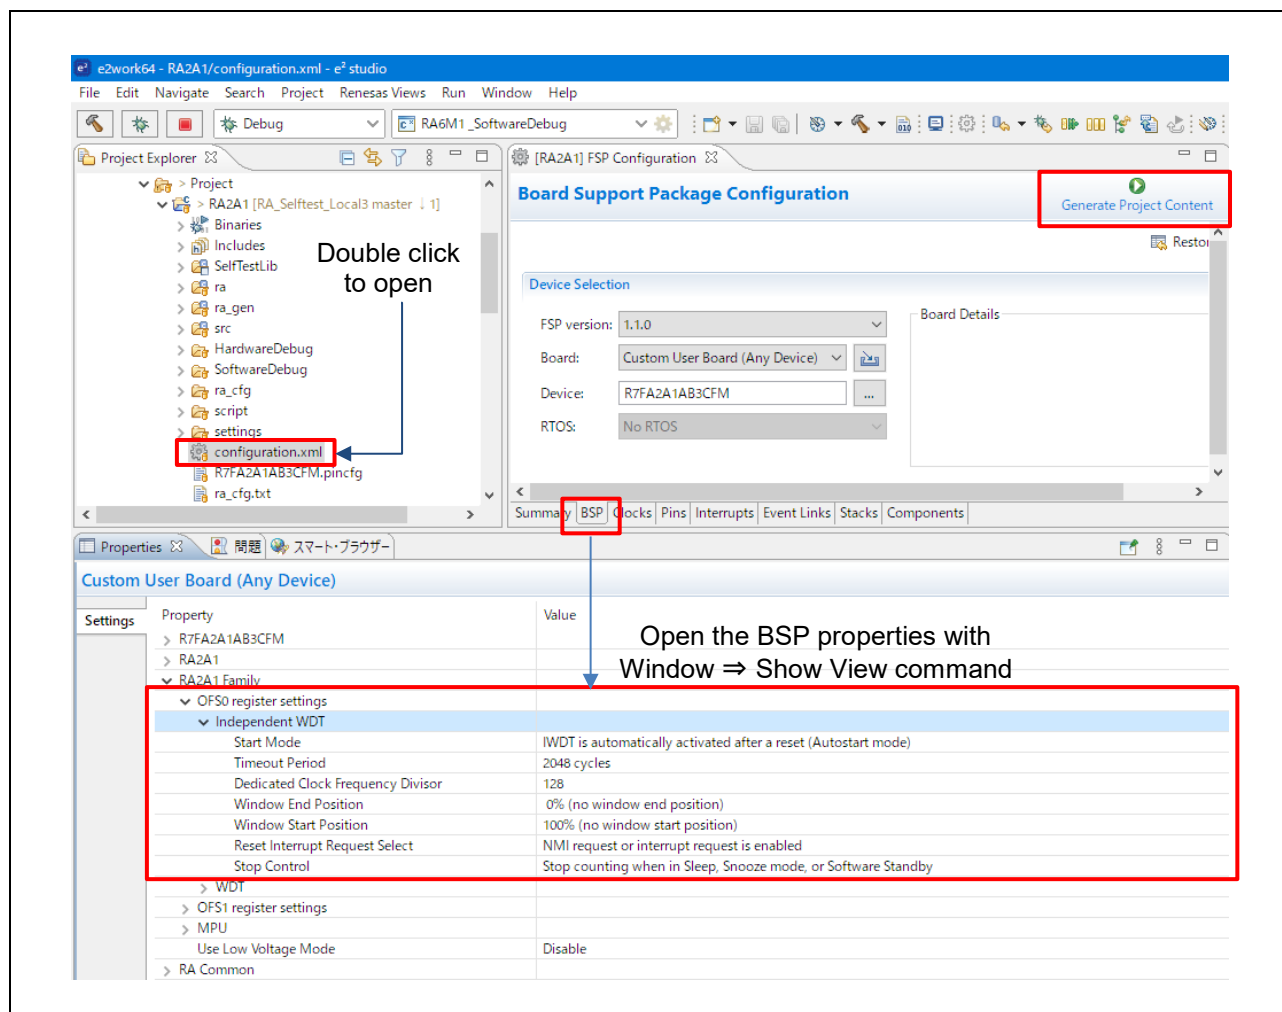 e2work64 - RA2A1/configuration.xml - e² studio
File Edit Navigate Search Project Renesas Views Run Window Help
Debug
RA6M1_SoftwareDebug
Project Explorer
> Project
> RA2A1 [RA_Selftest_Local3 master ↓ 1]
Binaries
Includes
SelfTestLib
ra
ra_gen
src
HardwareDebug
SoftwareDebug
ra_cfg
script
settings
configuration.xml
R7FA2A1AB3CFM.pincfg
ra_cfg.txt
Double click
to open
[RA2A1] FSP Configuration
Board Support Package Configuration
Generate Project Content
Device Selection
FSP version: 1.1.0
Board: Custom User Board (Any Device)
Device: R7FA2A1AB3CFM ...
RTOS: No RTOS
Board Details
Summary BSP Clocks Pins Interrupts Event Links Stacks Components
Properties 問題 スマート・ブラウザー
Custom User Board (Any Device)
Settings
Property Value
R7FA2A1AB3CFM
RA2A1
RA2A1 Family
Open the BSP properties with
Window ⇒ Show View command
OFS0 register settings
Independent WDT
Start Mode IWDT is automatically activated after a reset (Autostart mode)
Timeout Period 2048 cycles
Dedicated Clock Frequency Divisor 128
Window End Position 0% (no window end position)
Window Start Position 100% (no window start position)
Reset Interrupt Request Select NMI request or interrupt request is enabled
Stop Control Stop counting when in Sleep, Snooze mode, or Software Standby
WDT
OFS1 register settings
MPU
Use Low Voltage Mode Disable
RA Common